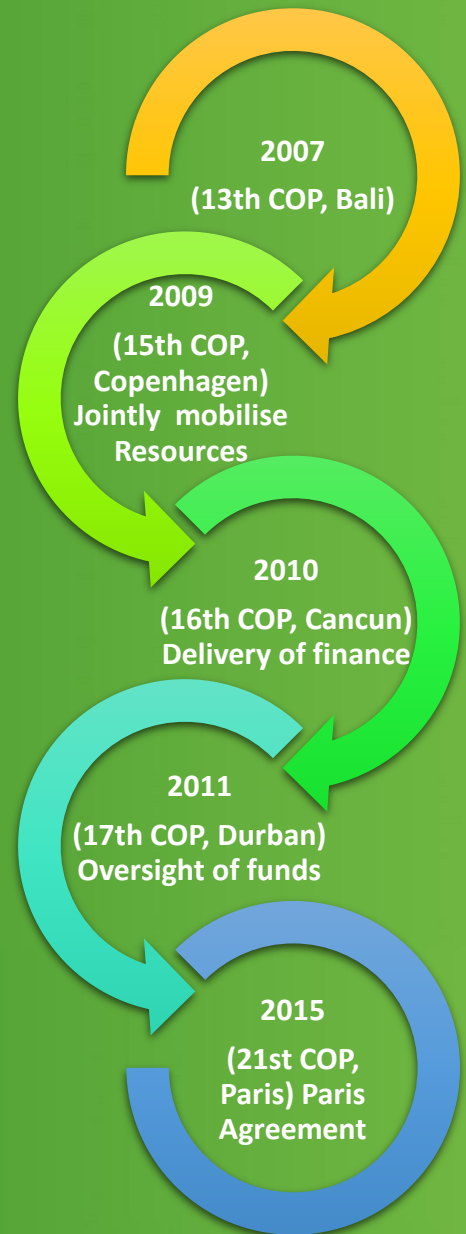 2007
(13th COP, Bali)
2009
(15th COP,
Copenhagen)
Jointly mobilise
Resources
2010
(16th COP, Cancun)
Delivery of finance
2011
(17th COP, Durban)
Oversight of funds
2015
(21st COP,
Paris) Paris
Agreement